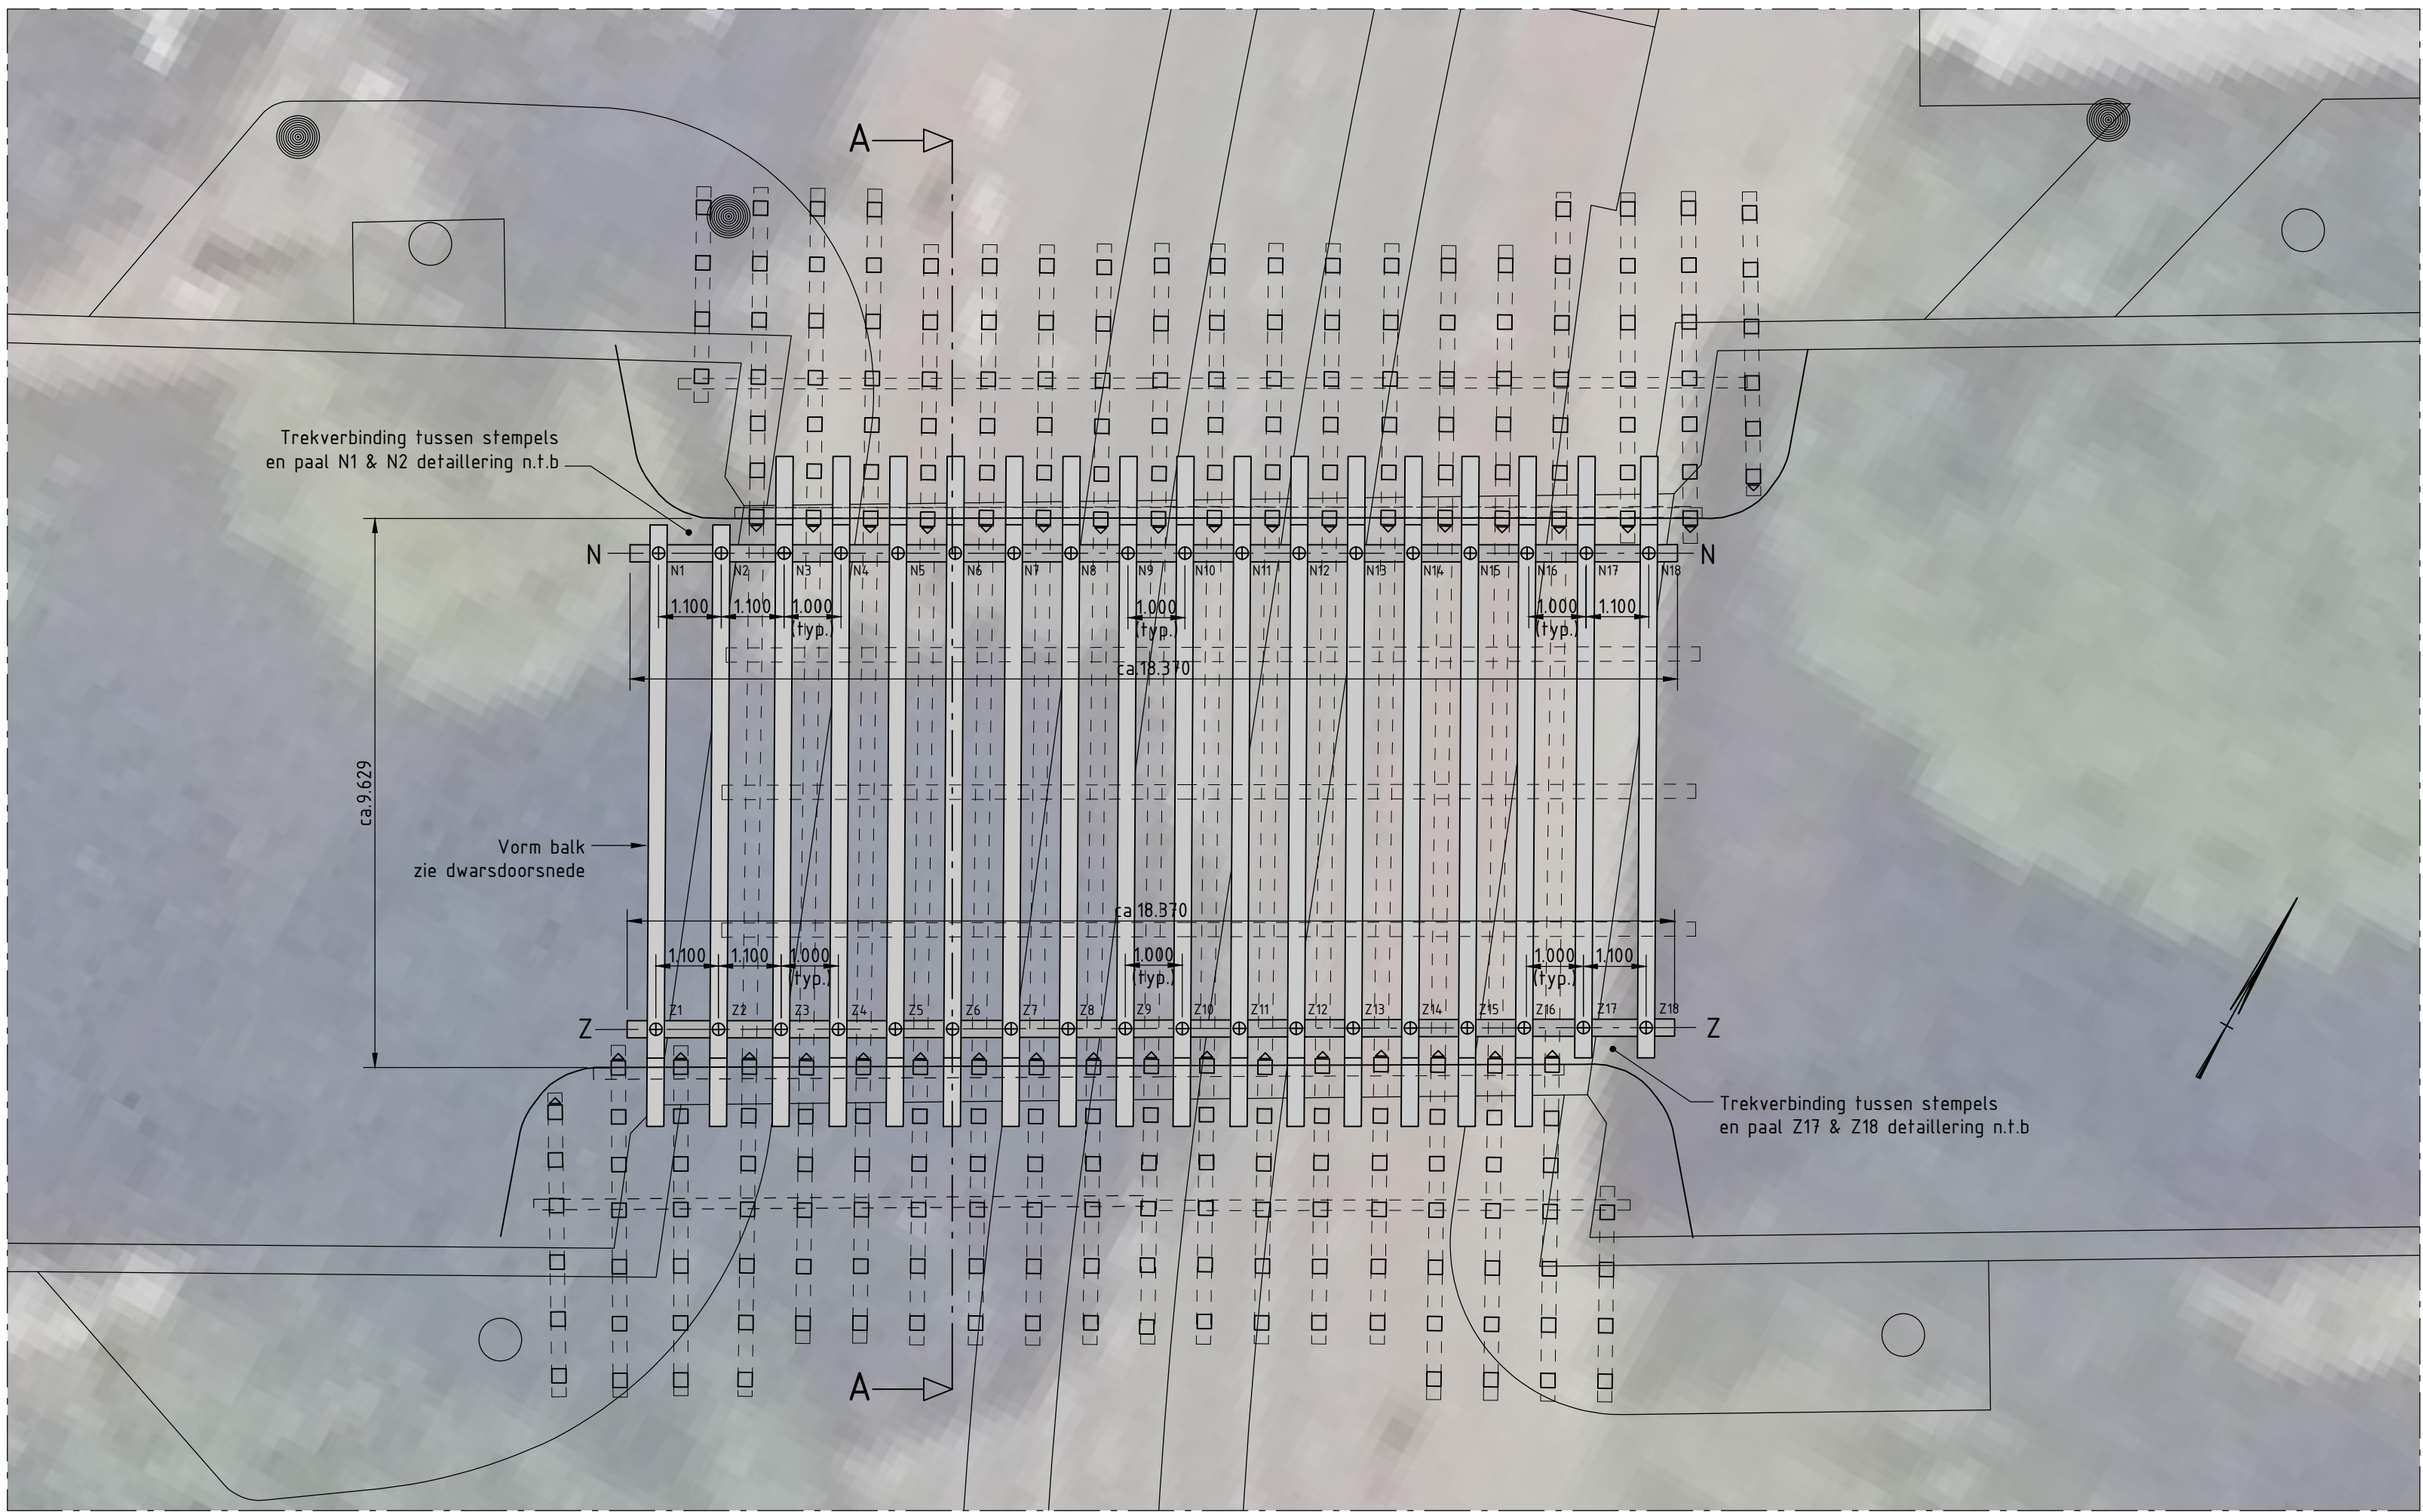 A
Trekverbinding tussen stempels
en paal N1 & N2 detaillering n.t.b
N
N
N1
N2
N3
N4
N5
N6
N7
N8
N9
N10
N11
N12
N13
N14
N15
N16
N17
N18
1.100
1.100
1.000
(typ.)
1.000
(typ.)
1.000
(typ.)
1.100
ca.18.370
ca.9.629
Vorm balk
zie dwarsdoorsnede
ca.18.370
1.100
1.100
1.000
(typ.)
1.000
(typ.)
1.000
(typ.)
1.100
Z1
Z2
Z3
Z4
Z5
Z6
Z7
Z8
Z9
Z10
Z11
Z12
Z13
Z14
Z15
Z16
Z17
Z18
Z
Z
Trekverbinding tussen stempels
en paal Z17 & Z18 detaillering n.t.b
A